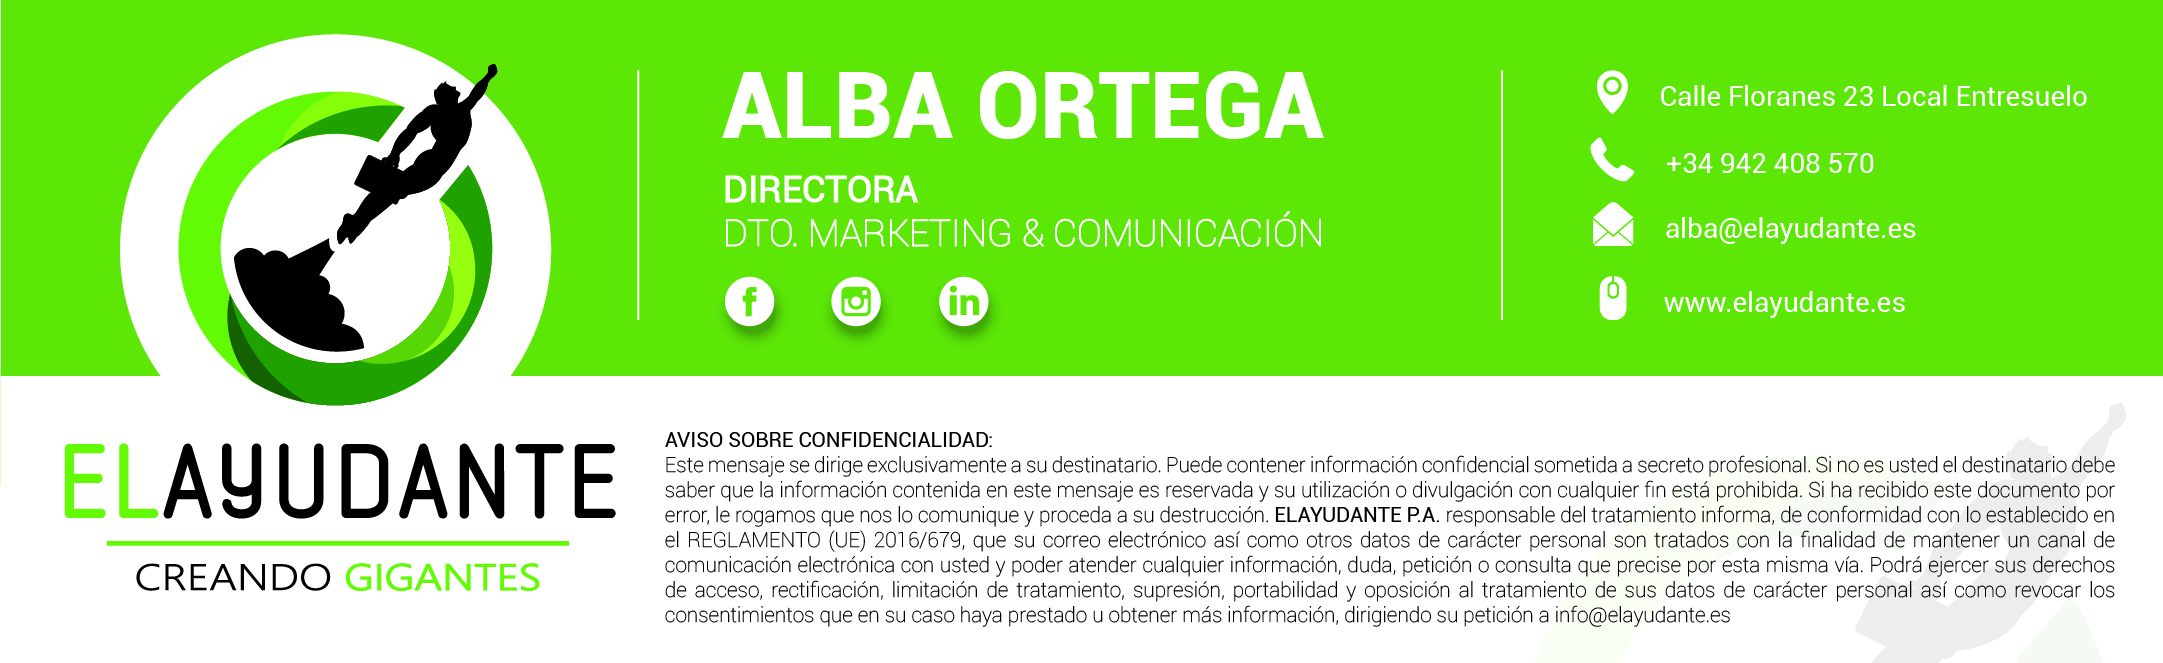 ALBA ORTEGA
DIRECTORA
DTO. MARKETING & COMUNICACIÓN
Calle Floranes 23 Local Entresuelo
+34 942 408 570
alba@elayudante.es
www.elayudante.es
ELAYUDANTE
CREANDO GIGANTES
AVISO SOBRE CONFIDENCIALIDAD:
Este mensaje se dirige exclusivamente a su destinatario. Puede contener información confidencial sometida a secreto profesional. Si no es usted el destinatario debe
saber que la información contenida en este mensaje es reservada y su utilización o divulgación con cualquier fin está prohibida. Si ha recibido este documento por
error, le rogamos que nos lo comunique y proceda a su destrucción. ELAYUDANTE P.A. responsable del tratamiento informa, de conformidad con lo establecido en
el REGLAMENTO (UE) 2016/679, que su correo electrónico así como otros datos de carácter personal son tratados con la finalidad de mantener un canal de
comunicación electrónica con usted y poder atender cualquier información, duda, petición o consulta que precise por esta misma vía. Podrá ejercer sus derechos
de acceso, rectificación, limitación de tratamiento, supresión, portabilidad y oposición al tratamiento de sus datos de carácter personal así como revocar los
consentimientos que en su caso haya prestado u obtener más información, dirigiendo su petición a info@elayudante.es